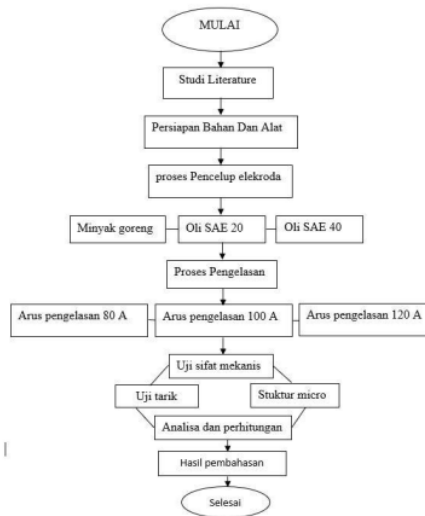 MULAI
Studi Literature
Persiapan Bahan Dan Alat
proses Pencelup elekroda
Minyak goreng
Oli SAE 20
Oli SAE 40
Proses Pengelasan
Arus pengelasan 80 A
Arus pengelasan 100 A
Arus pengelasan 120 A
Uji sifat mekanis
Uji tarik
Stuktur micro
Analisa dan perhitungan
Hasil pembahasan
Selesai